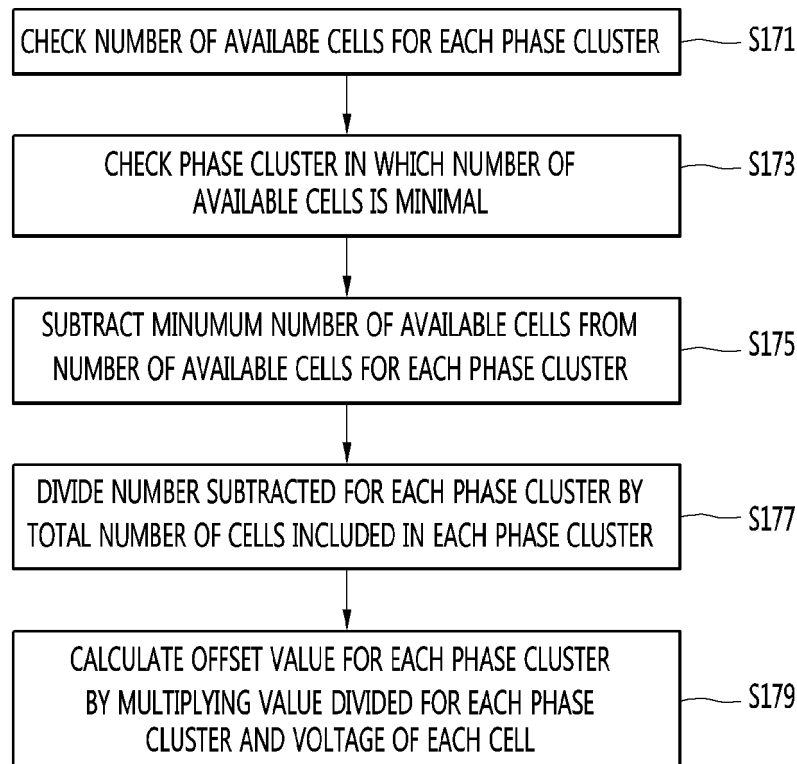 CHECK NUMBER OF AVAILABE CELLS FOR EACH PHASE CLUSTER
S171
CHECK PHASE CLUSTER IN WHICH NUMBER OF
AVAILABLE CELLS IS MINIMAL
S173
SUBTRACT MINUMUM NUMBER OF AVAILABLE CELLS FROM
NUMBER OF AVAILABLE CELLS FOR EACH PHASE CLUSTER
S175
DIVIDE NUMBER SUBTRACTED FOR EACH PHASE CLUSTER BY
TOTAL NUMBER OF CELLS INCLUDED IN EACH PHASE CLUSTER
S177
CALCULATE OFFSET VALUE FOR EACH PHASE CLUSTER
BY MULTIPLYING VALUE DIVIDED FOR EACH PHASE
CLUSTER AND VOLTAGE OF EACH CELL
S179